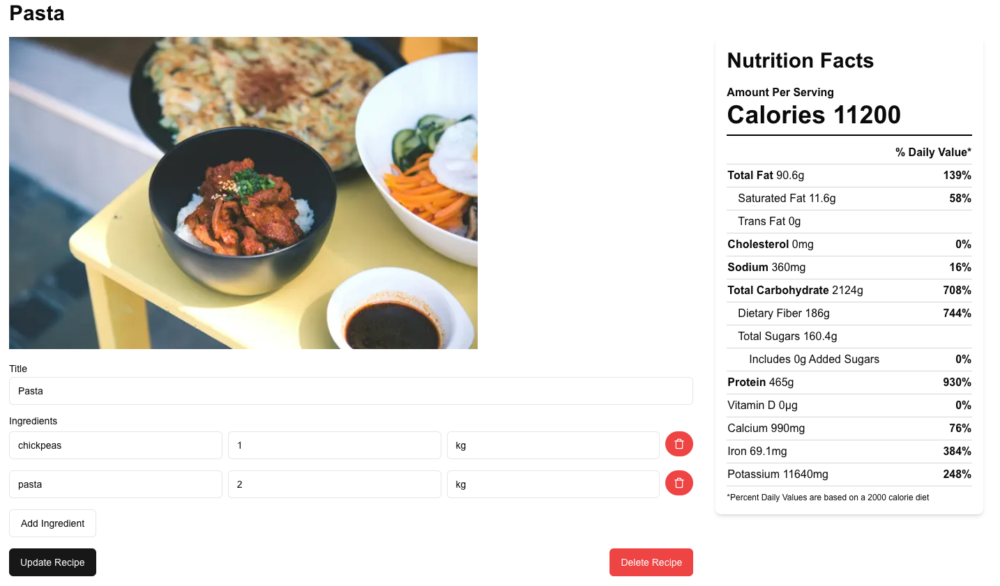 Pasta
Title
Pasta
Ingredients
chickpeas 1 kg
pasta 2 kg
Add Ingredient
Update Recipe Delete Recipe
Nutrition Facts
Amount Per Serving
Calories 11200
% Daily Value*
Total Fat 90.6g 139%
Saturated Fat 11.6g 58%
Trans Fat 0g
Cholesterol 0mg 0%
Sodium 360mg 16%
Total Carbohydrate 2124g 708%
Dietary Fiber 186g 744%
Total Sugars 160.4g
Includes 0g Added Sugars 0%
Protein 465g 930%
Vitamin D 0μg 0%
Calcium 990mg 76%
Iron 69.1mg 384%
Potassium 11640mg 248%
*Percent Daily Values are based on a 2000 calorie diet